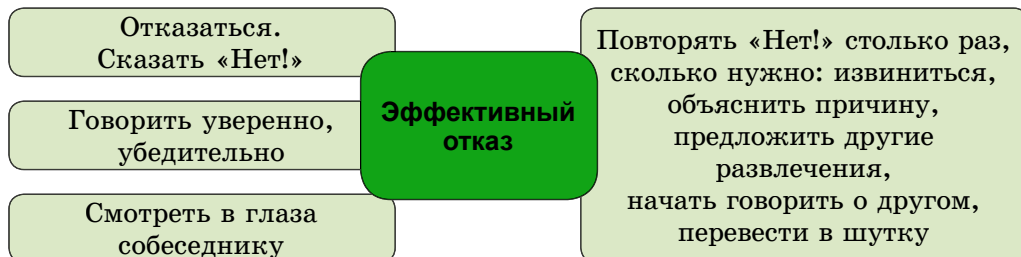 Отказаться.
Сказать «Нет!»
Говорить уверенно,
убедительно
Смотреть в глаза
собеседнику
Эффективный
отказ
Повторять «Нет!» столько раз,
сколько нужно: извиниться,
объяснить причину,
предложить другие
развлечения,
начать говорить о другом,
перевести в шутку